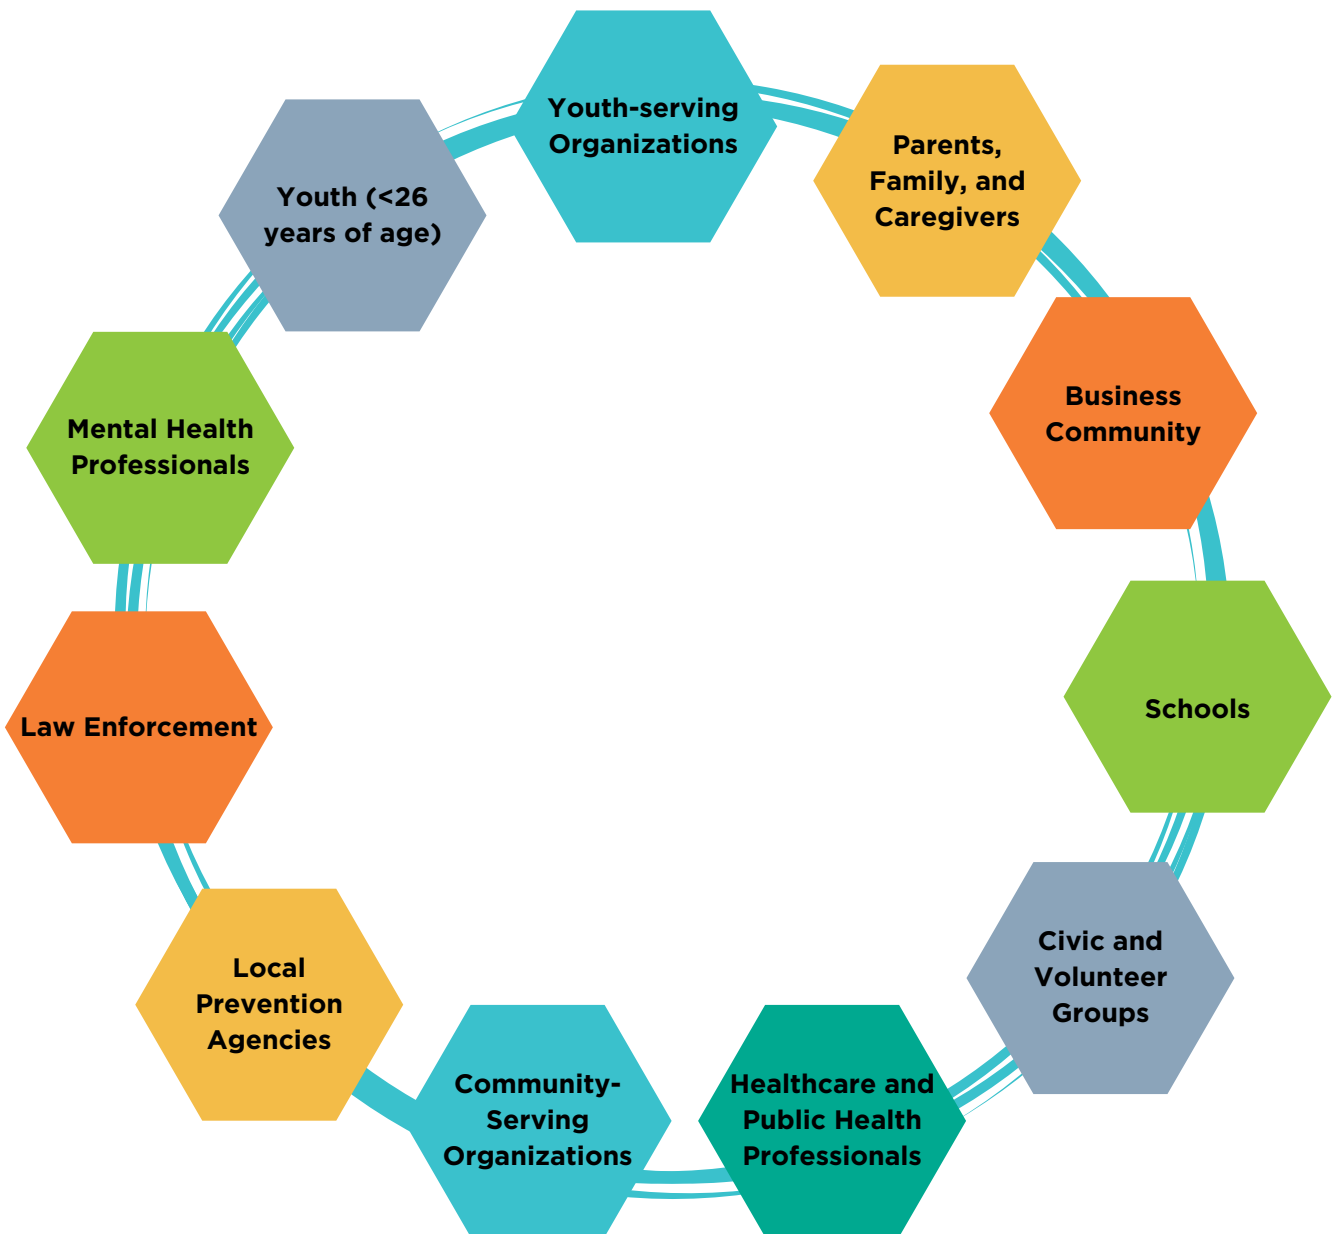 Youth-serving
Organizations
Parents,
Family, and
Caregivers
Business
Community
Schools
Civic and
Volunteer
Groups
Healthcare and
Public Health
Professionals
Community-
Serving
Organizations
Local
Prevention
Agencies
Law Enforcement
Mental Health
Professionals
Youth (<26
years of age)